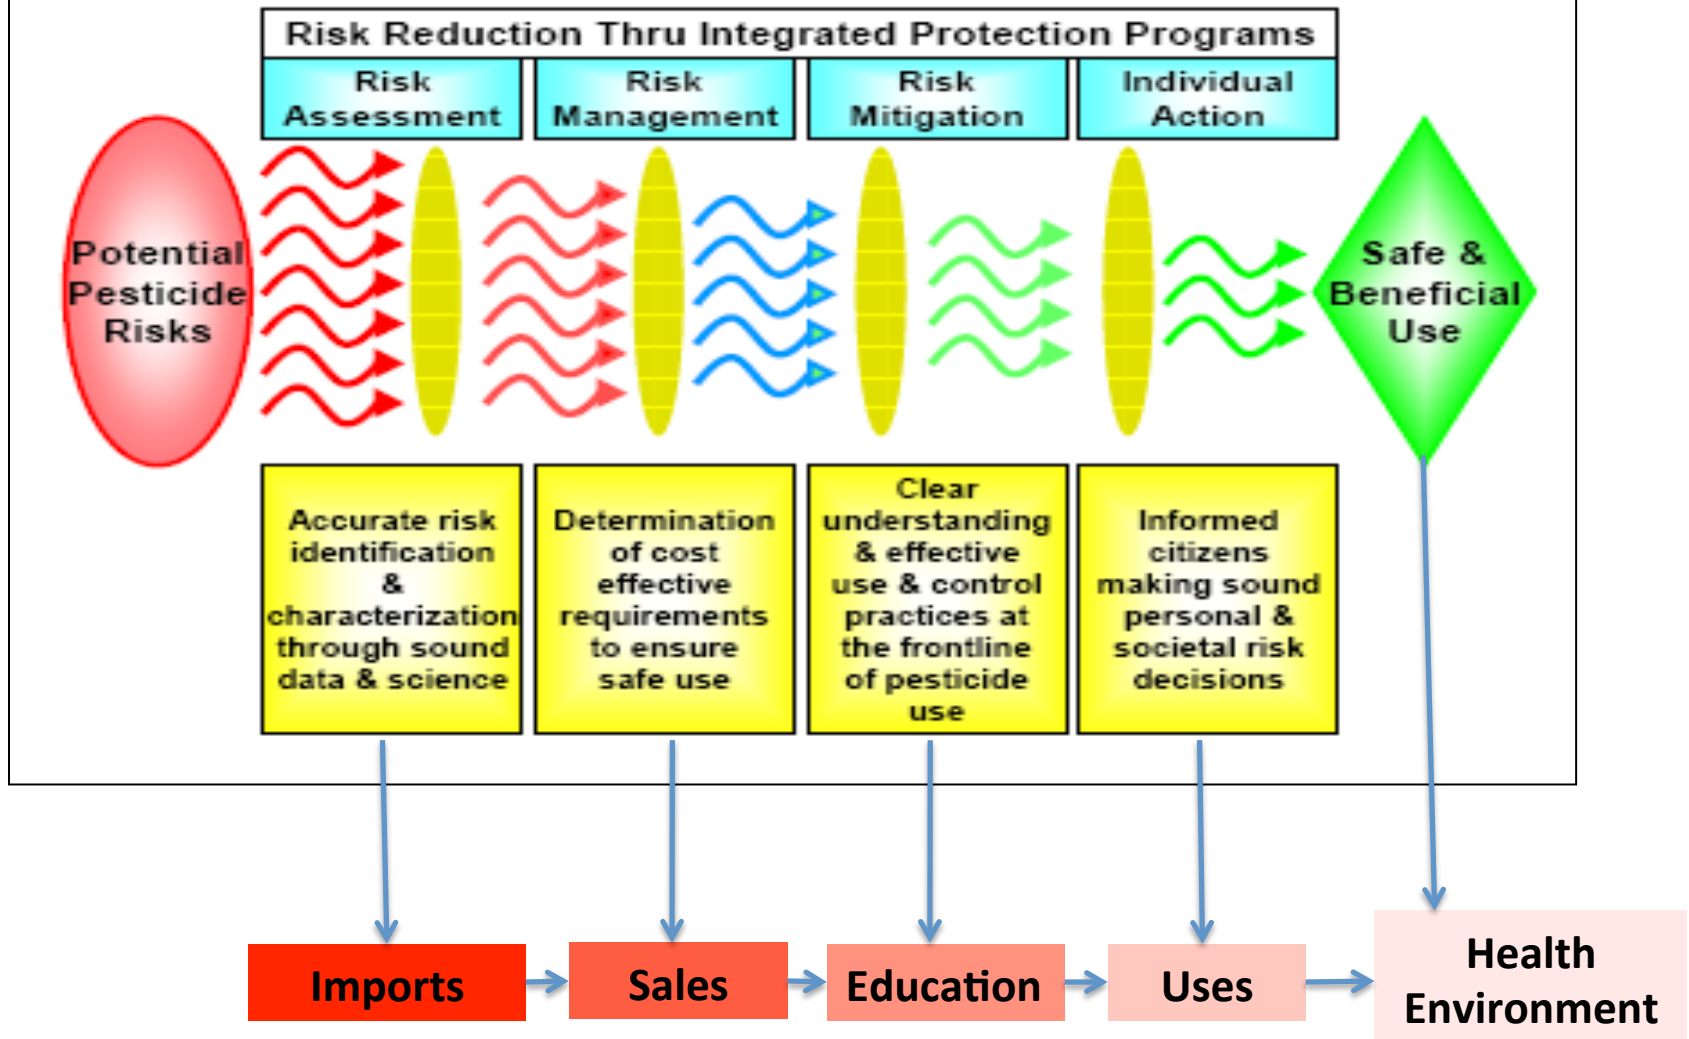 Risk Reduction Thru Integrated Protection Programs
Risk
Assessment
Risk
Management
Risk
Mitigation
Individual
Action
Potential
Pesticide
Risks
Safe &
Beneficial
Use
Accurate risk
identification
&
characterization
through sound
data & science
Determination
of cost
effective
requirements
to ensure
safe use
Clear
understanding
& effective
use & control
practices at
the frontline
of pesticide
use
Informed
citizens
making sound
personal &
societal risk
decisions
Imports
Sales
Education
Uses
Health
Environment